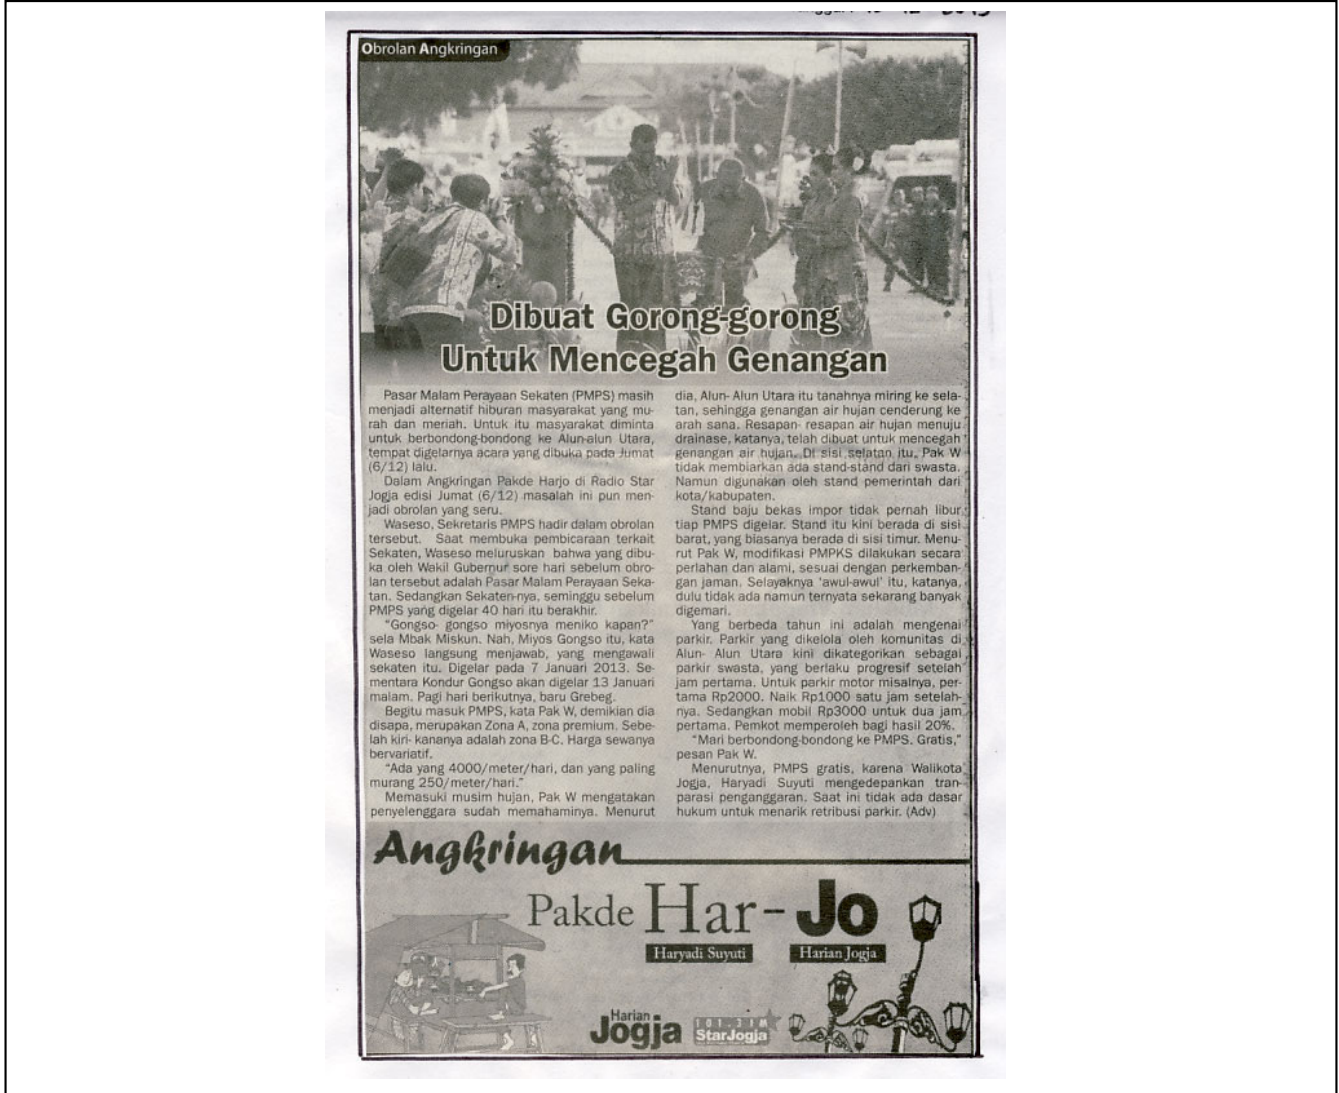 Obrolan Angkringan
Dibuat Gorong-gorong
Untuk Mencegah Genangan
Pasar Malam Perayaan Sekaten (PMPS) masih
menjadi alternatif hiburan masyarakat yang mu-
rah dan meriah. Untuk itu masyarakat diminta
untuk berbondong-bondong ke Alun-alun Utara,
tempat digelarnya acara yang dibuka pada Jumat
(6/12) lalu.
Dalam Angkringan Pakde Harjo di Radio Star
Jogja edisi Jumat (6/12) masalah ini pun men-
jadi obrolan yang seru.
Waseso, Sekretaris PMPS hadir dalam obrolan
tersebut. Saat membuka pembicaraan terkait
Sekaten, Waseso meluruskan bahwa yang dibu-
ka oleh Wakil Gubernur sore hari sebelum obro-
lan tersebut adalah Pasar Malam Perayaan Seka-
tan. Sedangkan Sekaten-nya, seminggu sebelum
PMPS yang digelar 40 hari itu berakhir.
"Gongso- gongso miyosnya meniko kapan?"
sela Mbak Miskun. Nah, Miyos Gongso itu, kata
Waseso langsung menjawab, yang mengawali
sekaten itu. Digelar pada 7 Januari 2013. Se-
mentara Kondur Gongso akan digelar 13 Januari
malam. Pagi hari berikutnya, baru Grebeg.
Begitu masuk PMPS, kata Pak W, demikian dia
disapa, merupakan Zona A, zona premium. Sebe-
lah kiri- kananya adalah zona B-C. Harga sewanya
bervariatif.
"Ada yang 4000/meter/hari, dan yang paling
murang 250/meter/hari."
Memasuki musim hujan, Pak W mengatakan
penyelenggara sudah memahaminya. Menurut
dia, Alun- Alun Utara itu tanahnya miring ke sela-
tan, sehingga genangan air hujan cenderung ke
arah sana. Resapan- resapan air hujan menuju
drainase, katanya, telah dibuat untuk mencegah
genangan air hujan. Di sisi selatan itu, Pak W
tidak membiarkan ada stand-stand dari swasta.
Namun digunakan oleh stand pemerintah dari
kota/kabupaten.
Stand baju bekas impor tidak pernah libur
tiap PMPS digelar. Stand itu kini berada di sisi
barat, yang biasanya berada di sisi timur. Menu-
rut Pak W, modifikasi PMPKS dilakukan secara
perlahan dan alami, sesuai dengan perkemban-
gan jaman. Selayaknya 'awul-awul' itu, katanya,
dulu tidak ada namun ternyata sekarang banyak
digemari.
Yang berbeda tahun ini adalah mengenai
parkir. Parkir yang dikelola oleh komunitas di
Alun- Alun Utara kini dikategorikan sebagai
parkir swasta, yang berlaku progresif setelah
jam pertama. Untuk parkir motor misalnya, per-
tama Rp2000. Naik Rp1000 satu jam setelah-
nya. Sedangkan mobil Rp3000 untuk dua jam
pertama. Pemkot memperoleh bagi hasil 20%.
"Mari berbondong-bondong ke PMPS. Gratis,"
pesan Pak W.
Menurutnya, PMPS gratis, karena Walikota
Jogja, Haryadi Suyuti mengedepankan tran-
parasi penganggaran. Saat ini tidak ada dasar
hukum untuk menarik retribusi parkir. (Adv)
Angkringan
Pakde Har-Jo
Haryadi Suyuti Harian Jogja
Harian
Jogja
101.3 FM
StarJogja